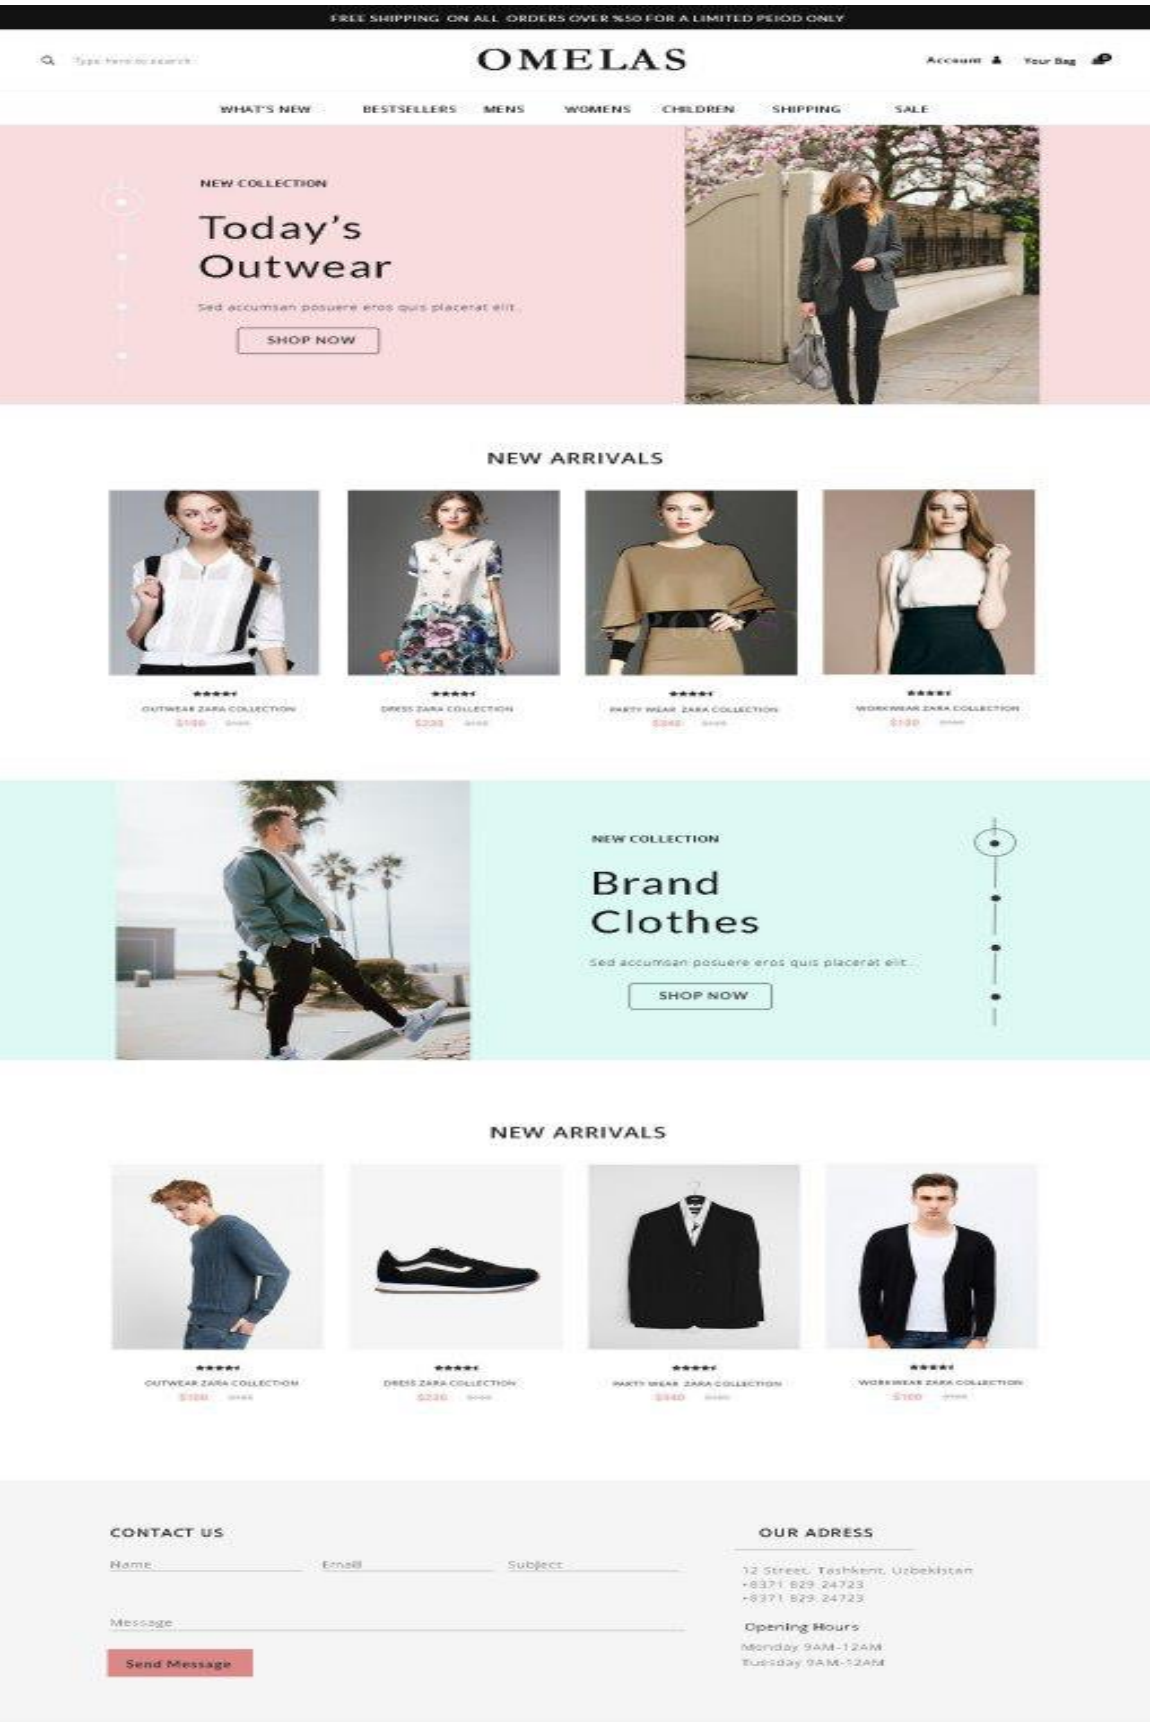 FREE SHIPPING ON ALL ORDERS OVER %50 FOR A LIMITED PEIOD ONLY
Type here to search
OMELAS
Account
Your Bag
WHAT'S NEW BESTSELLERS MENS WOMENS CHILDREN SHIPPING SALE
NEW COLLECTION
Today's
Outwear
Sed accumsan posuere eros quis placerat elit.
SHOP NOW
NEW ARRIVALS
OUTWEAR ZARA COLLECTION
DRESS ZARA COLLECTION
PARTY WEAR ZARA COLLECTION
WORKWEAR ZARA COLLECTION
NEW COLLECTION
Brand
Clothes
Sed accumsan posuere eros quis placerat elit.
SHOP NOW
NEW ARRIVALS
OUTWEAR ZARA COLLECTION
DRESS ZARA COLLECTION
PARTY WEAR ZARA COLLECTION
WORKWEAR ZARA COLLECTION
CONTACT US
Name Email Subject
Message
Send Message
OUR ADRESS
12 Street, Tashkent, Uzbekistan
+8371 829 24723
+8371 829 24723
Opening Hours
Monday 9AM-12AM
Tuesday 9AM-12AM